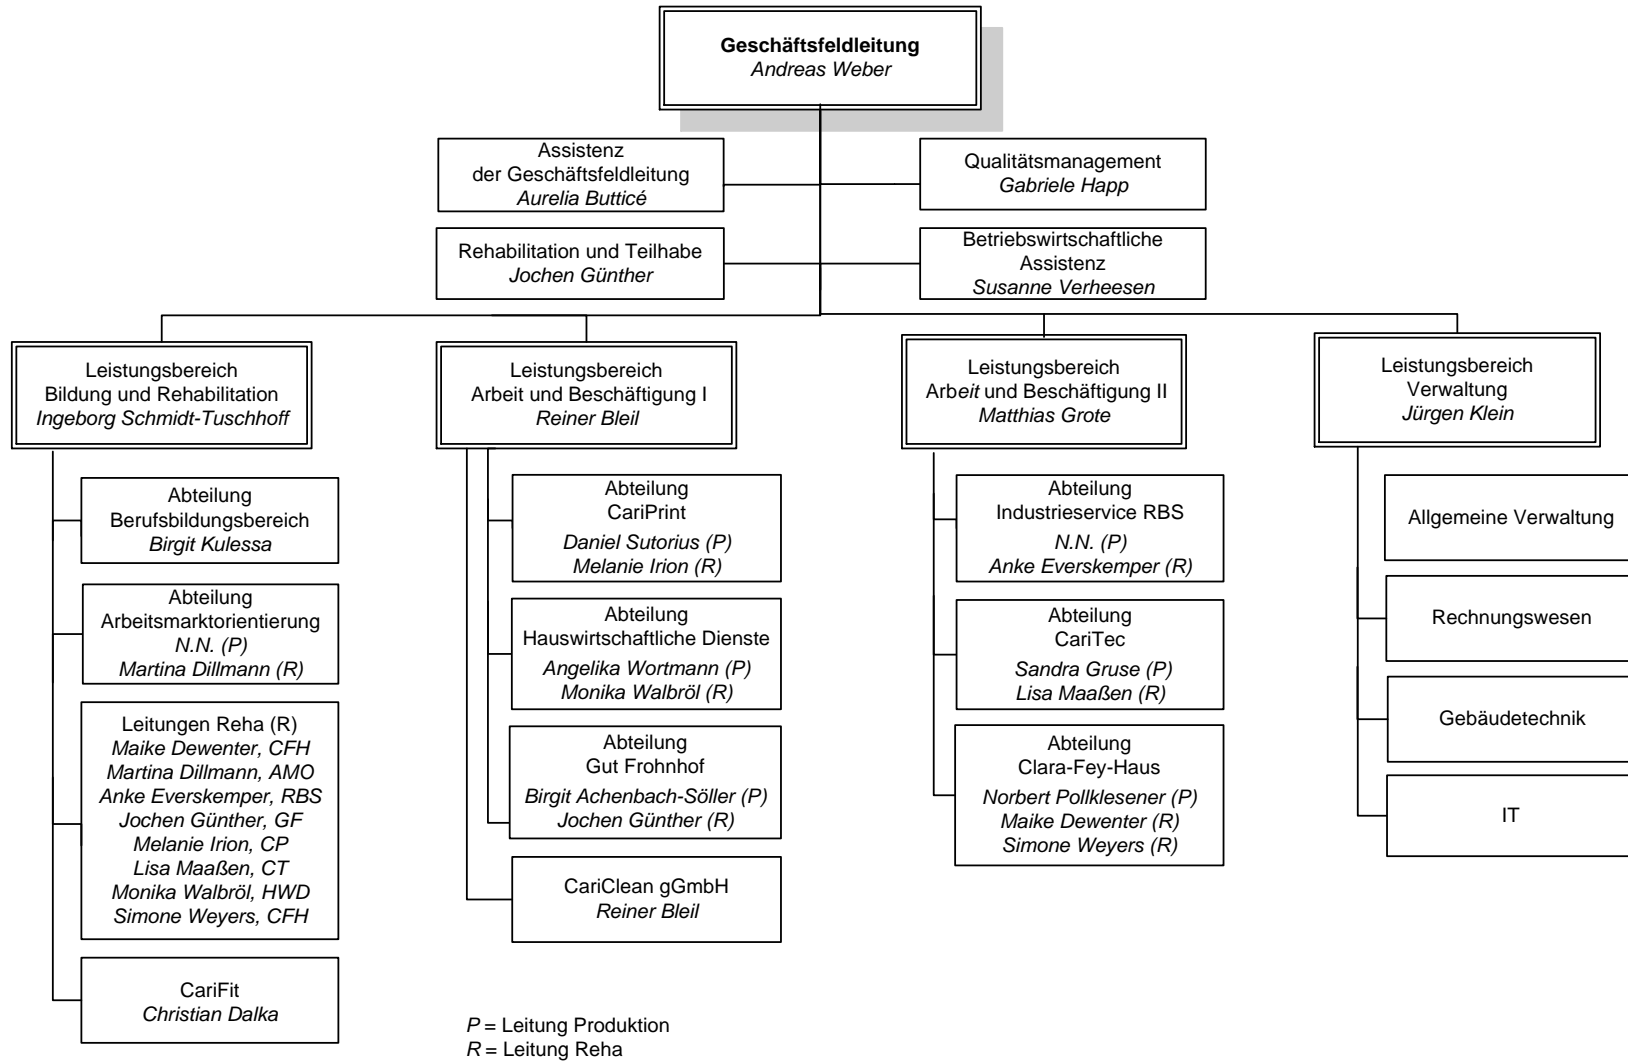 Geschäftsfeldleitung
Andreas Weber
Assistenz
der Geschäftsfeldleitung
Aurelia Butticé
Qualitätsmanagement
Gabriele Happ
Rehabilitation und Teilhabe
Jochen Günther
Betriebswirtschaftliche
Assistenz
Susanne Verheesen
Leistungsbereich
Bildung und Rehabilitation
Ingeborg Schmidt-Tuschhoff
Leistungsbereich
Arbeit und Beschäftigung I
Reiner Bleil
Leistungsbereich
Arbeit und Beschäftigung II
Matthias Grote
Leistungsbereich
Verwaltung
Jürgen Klein
Abteilung
Berufsbildungsbereich
Birgit Kulessa
Abteilung
Arbeitsmarktorientierung
N.N. (P)
Martina Dillmann (R)
Leitungen Reha (R)
Maike Dewenter, CFH
Martina Dillmann, AMO
Anke Everskemper, RBS
Jochen Günther, GF
Melanie Irion, CP
Lisa Maaßen, CT
Monika Walbröl, HWD
Simone Weyers, CFH
CariFit
Christian Dalka
Abteilung
CariPrint
Daniel Sutorius (P)
Melanie Irion (R)
Abteilung
Hauswirtschaftliche Dienste
Angelika Wortmann (P)
Monika Walbröl (R)
Abteilung
Gut Frohnhof
Birgit Achenbach-Söller (P)
Jochen Günther (R)
CariClean gGmbH
Reiner Bleil
Abteilung
Industrieservice RBS
N.N. (P)
Anke Everskemper (R)
Abteilung
CariTec
Sandra Gruse (P)
Lisa Maaßen (R)
Abteilung
Clara-Fey-Haus
Norbert Pollklesener (P)
Maike Dewenter (R)
Simone Weyers (R)
Allgemeine Verwaltung
Rechnungswesen
Gebäudetechnik
IT
P = Leitung Produktion
R = Leitung Reha